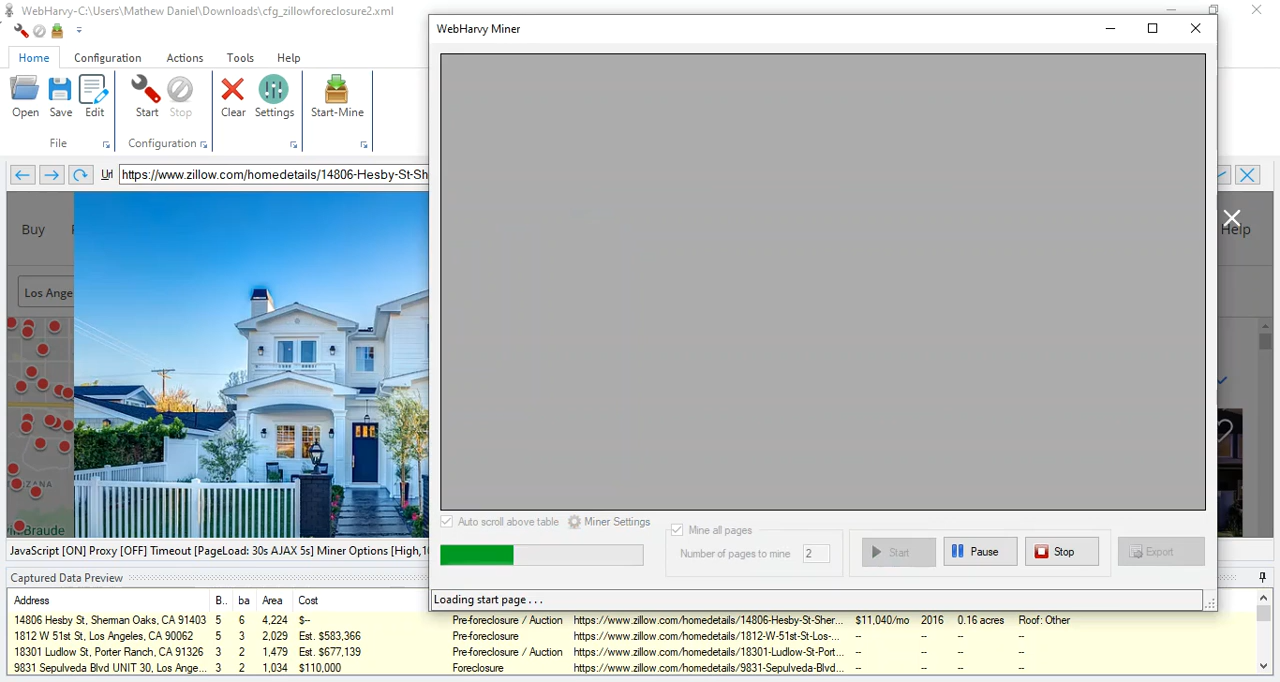 WebHarvy-C:\Users\Mathew Daniel\Downloads\cfg_zillowforeclosure2.xml
Home Configuration Actions Tools Help
Open Save Edit Start Stop Clear Settings Start-Mine
File Configuration
Url https://www.zillow.com/homedetails/14806-Hesby-St-Sh
Buy
Help
Los Ange
ZANA
Braude
JavaScript [ON] Proxy [OFF] Timeout [PageLoad: 30s AJAX 5s] Miner Options [High,10
WebHarvy Miner
Auto scroll above table Miner Settings
Mine all pages
Number of pages to mine 2
Start Pause Stop Export
Loading start page . . .
Captured Data Preview
Address B.. ba Area Cost
14806 Hesby St, Sherman Oaks, CA 91403 5 6 4,224 $-- Pre-foreclosure / Auction https://www.zillow.com/homedetails/14806-Hesby-St-Sher... $11,040/mo 2016 0.16 acres Roof: Other
1812 W 51st St, Los Angeles, CA 90062 5 3 2,029 Est. $583,366 Pre-foreclosure https://www.zillow.com/homedetails/1812-W-51st-St-Los-... -- -- -- --
18301 Ludlow St, Porter Ranch, CA 91326 3 2 1,479 Est. $677,139 Pre-foreclosure / Auction https://www.zillow.com/homedetails/18301-Ludlow-St-Port... -- -- -- --
9831 Sepulveda Blvd UNIT 30, Los Ange... 3 2 1,034 $110,000 Foreclosure https://www.zillow.com/homedetails/9831-Sepulveda-Blvd... -- -- -- --